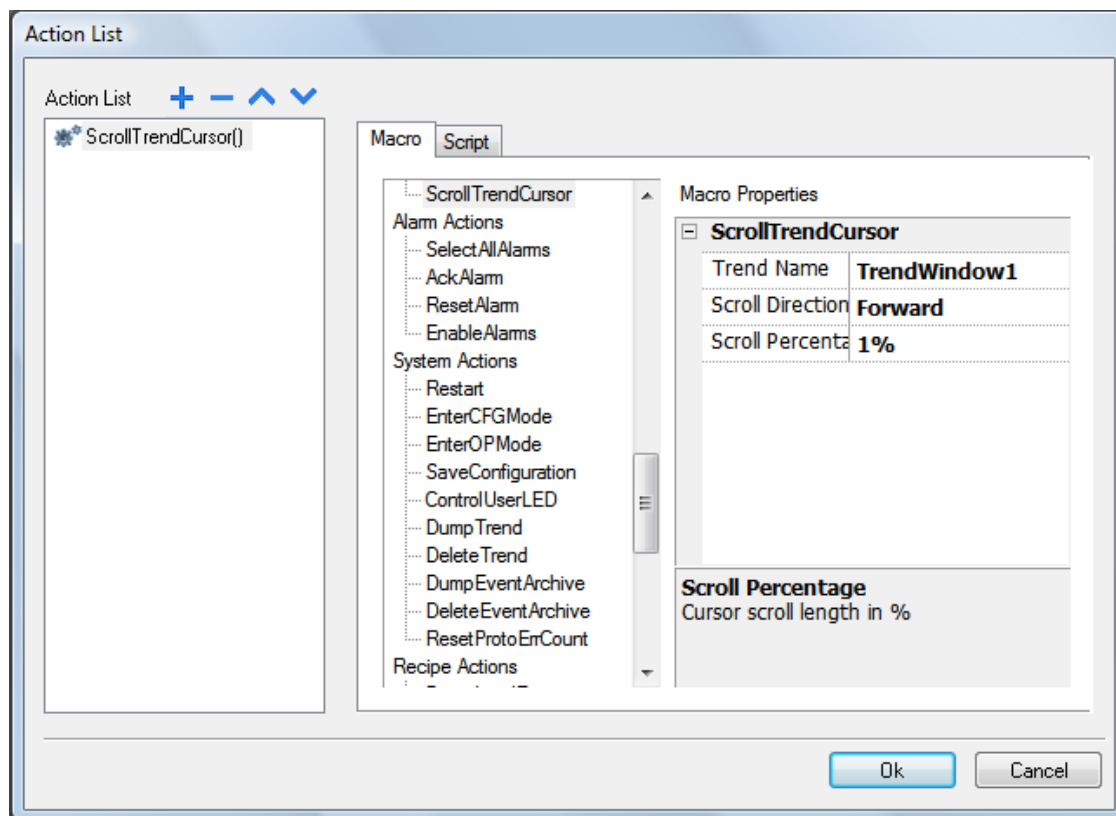 Action List
Action List
ScrollTrendCursor()
Macro
Script
ScrollTrendCursor
Alarm Actions
SelectAllAlarms
AckAlarm
ResetAlarm
EnableAlarms
System Actions
Restart
EnterCFGMode
EnterOPMode
SaveConfiguration
ControlUserLED
DumpTrend
DeleteTrend
DumpEventArchive
DeleteEventArchive
ResetProtoErrCount
Recipe Actions
Macro Properties
ScrollTrendCursor
Trend Name TrendWindow1
Scroll Direction Forward
Scroll Percenta 1%
Scroll Percentage
Cursor scroll length in %
Ok
Cancel